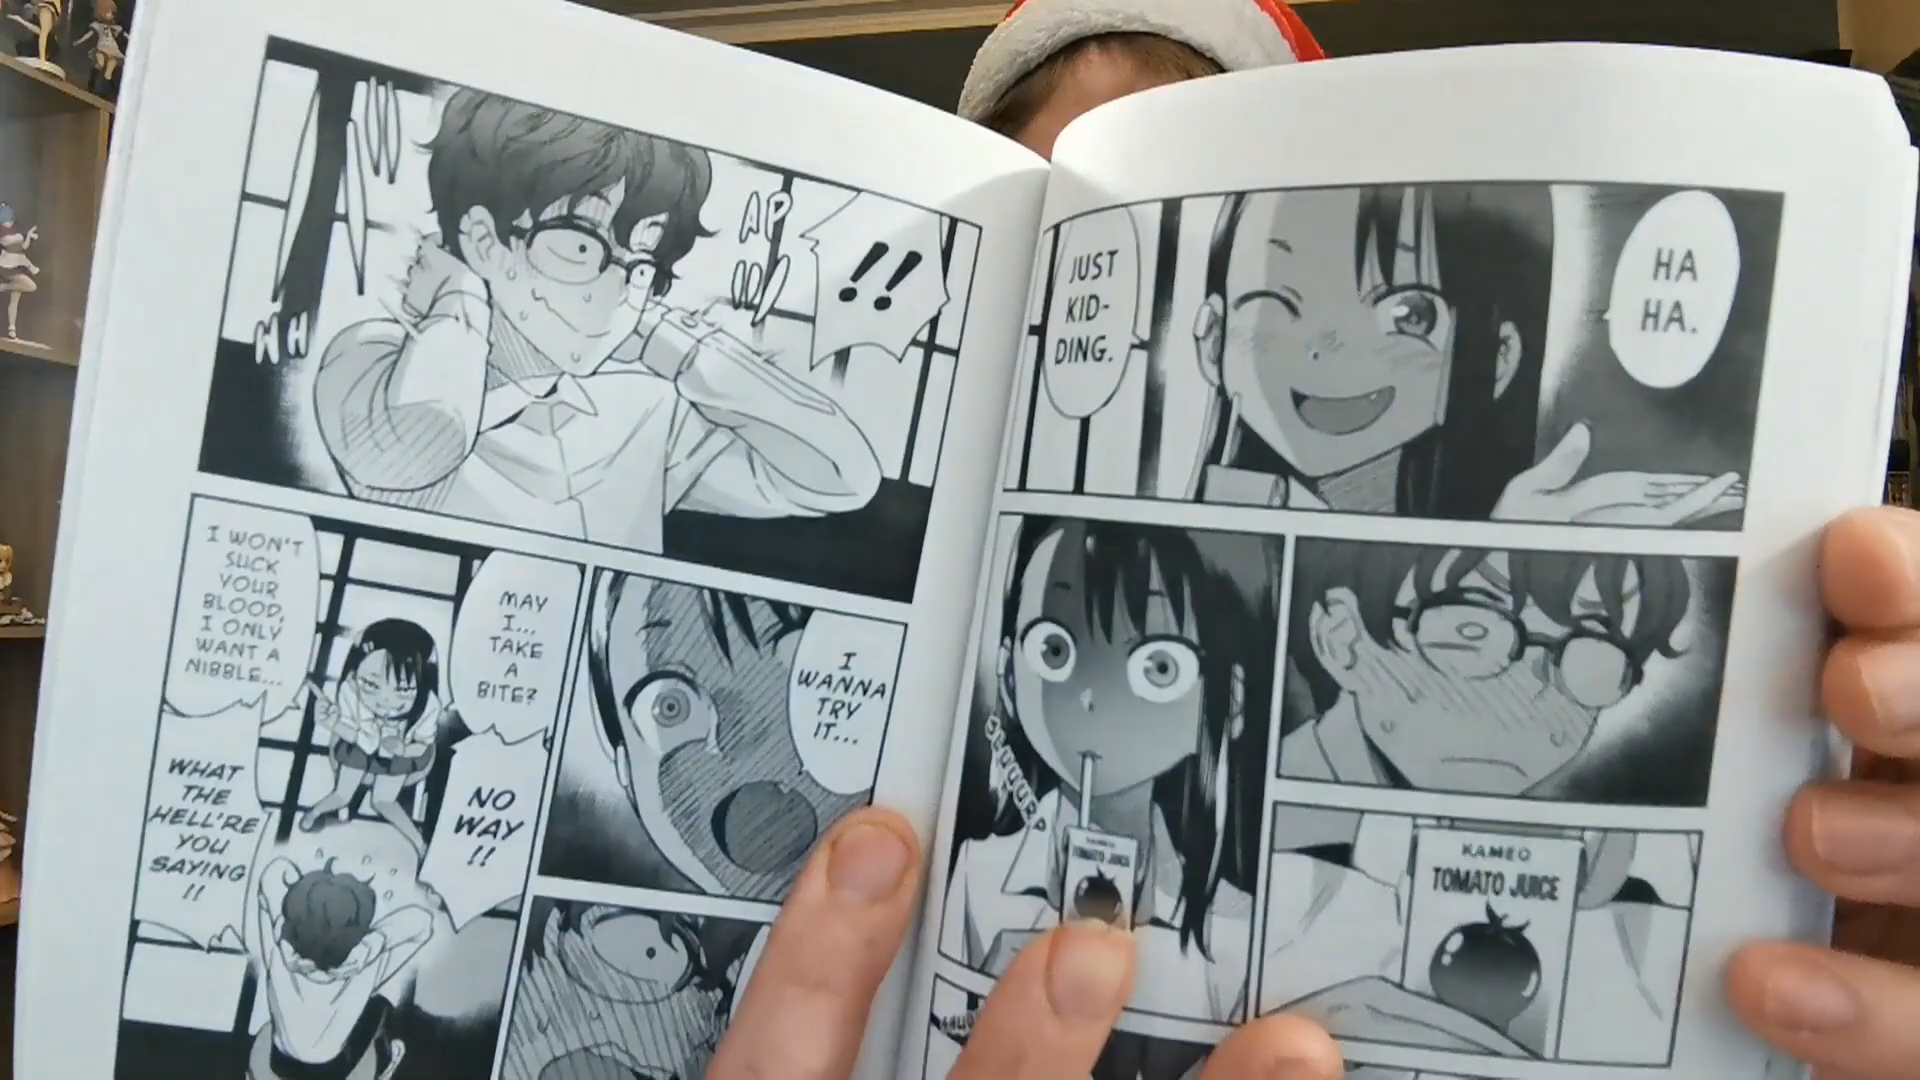 HA
HA.
JUST
KID-
DING.
KAMEO
TOMATO JUICE
TOMATO JUICE
!!
AP
WH
I
WANNA
TRY
IT...
MAY
I...
TAKE
A
BITE?
NO
WAY
!!
I WON'T
SUCK
YOUR
BLOOD,
I ONLY
WANT A
NIBBLE...
WHAT
THE
HELL'RE
YOU
SAYING
!!